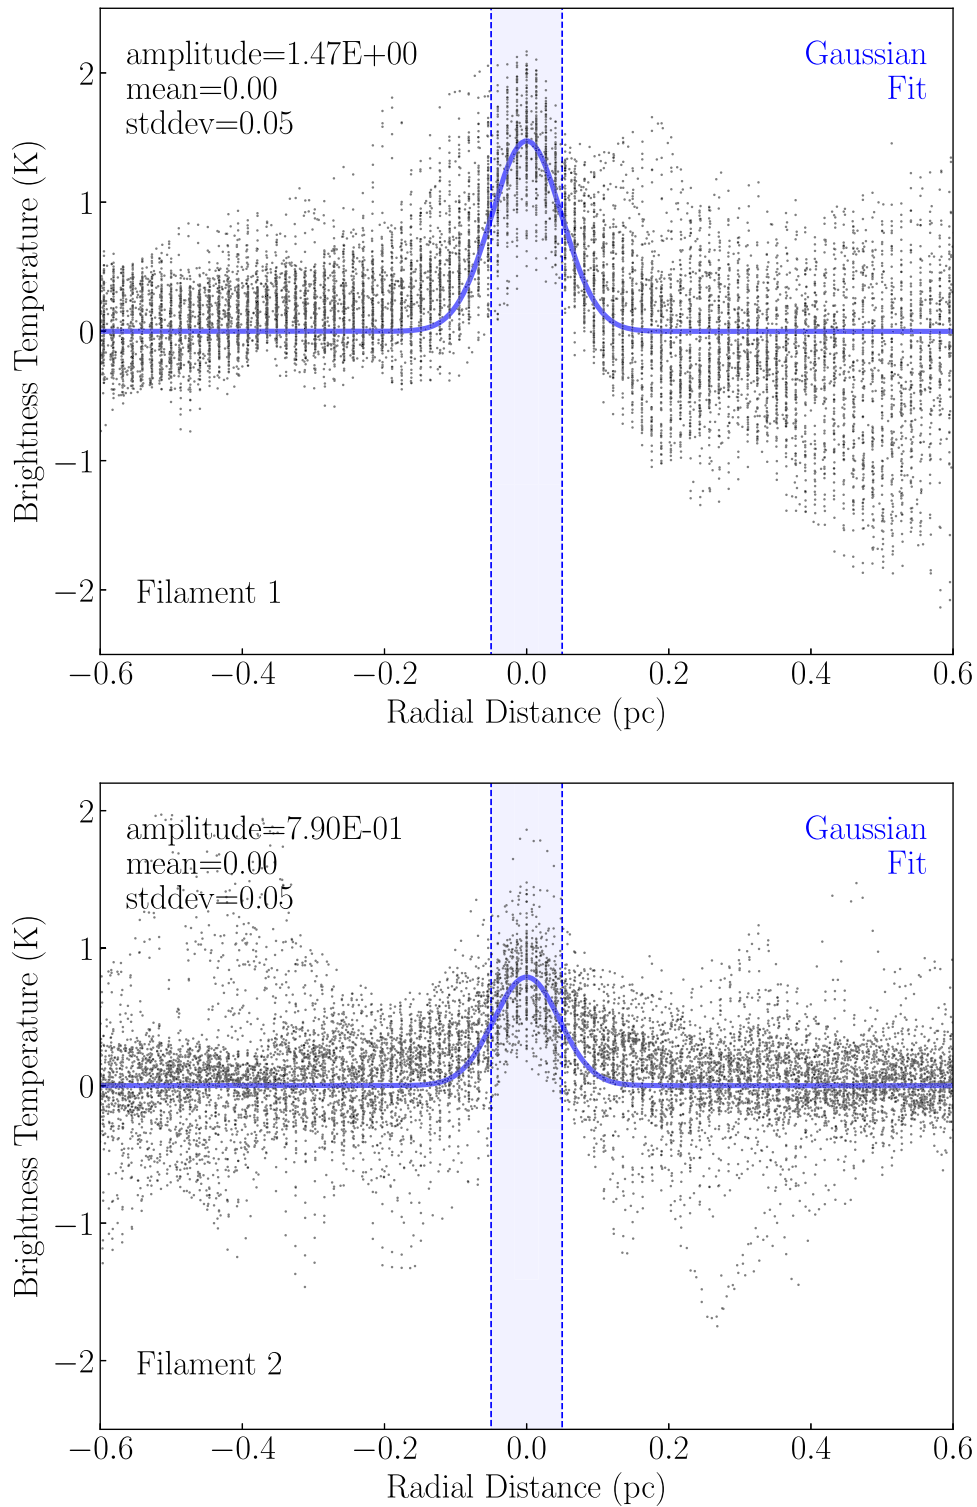 amplitude=1.47E+00
mean=0.00
stddev=0.05
Gaussian
Fit
2
1
0
−1
−2
Brightness Temperature (K)
Filament 1
−0.6 −0.4 −0.2 0.0 0.2 0.4 0.6
Radial Distance (pc)
amplitude=7.90E-01
mean=0.00
stddev=0.05
Gaussian
Fit
2
1
0
−1
−2
Brightness Temperature (K)
Filament 2
−0.6 −0.4 −0.2 0.0 0.2 0.4 0.6
Radial Distance (pc)